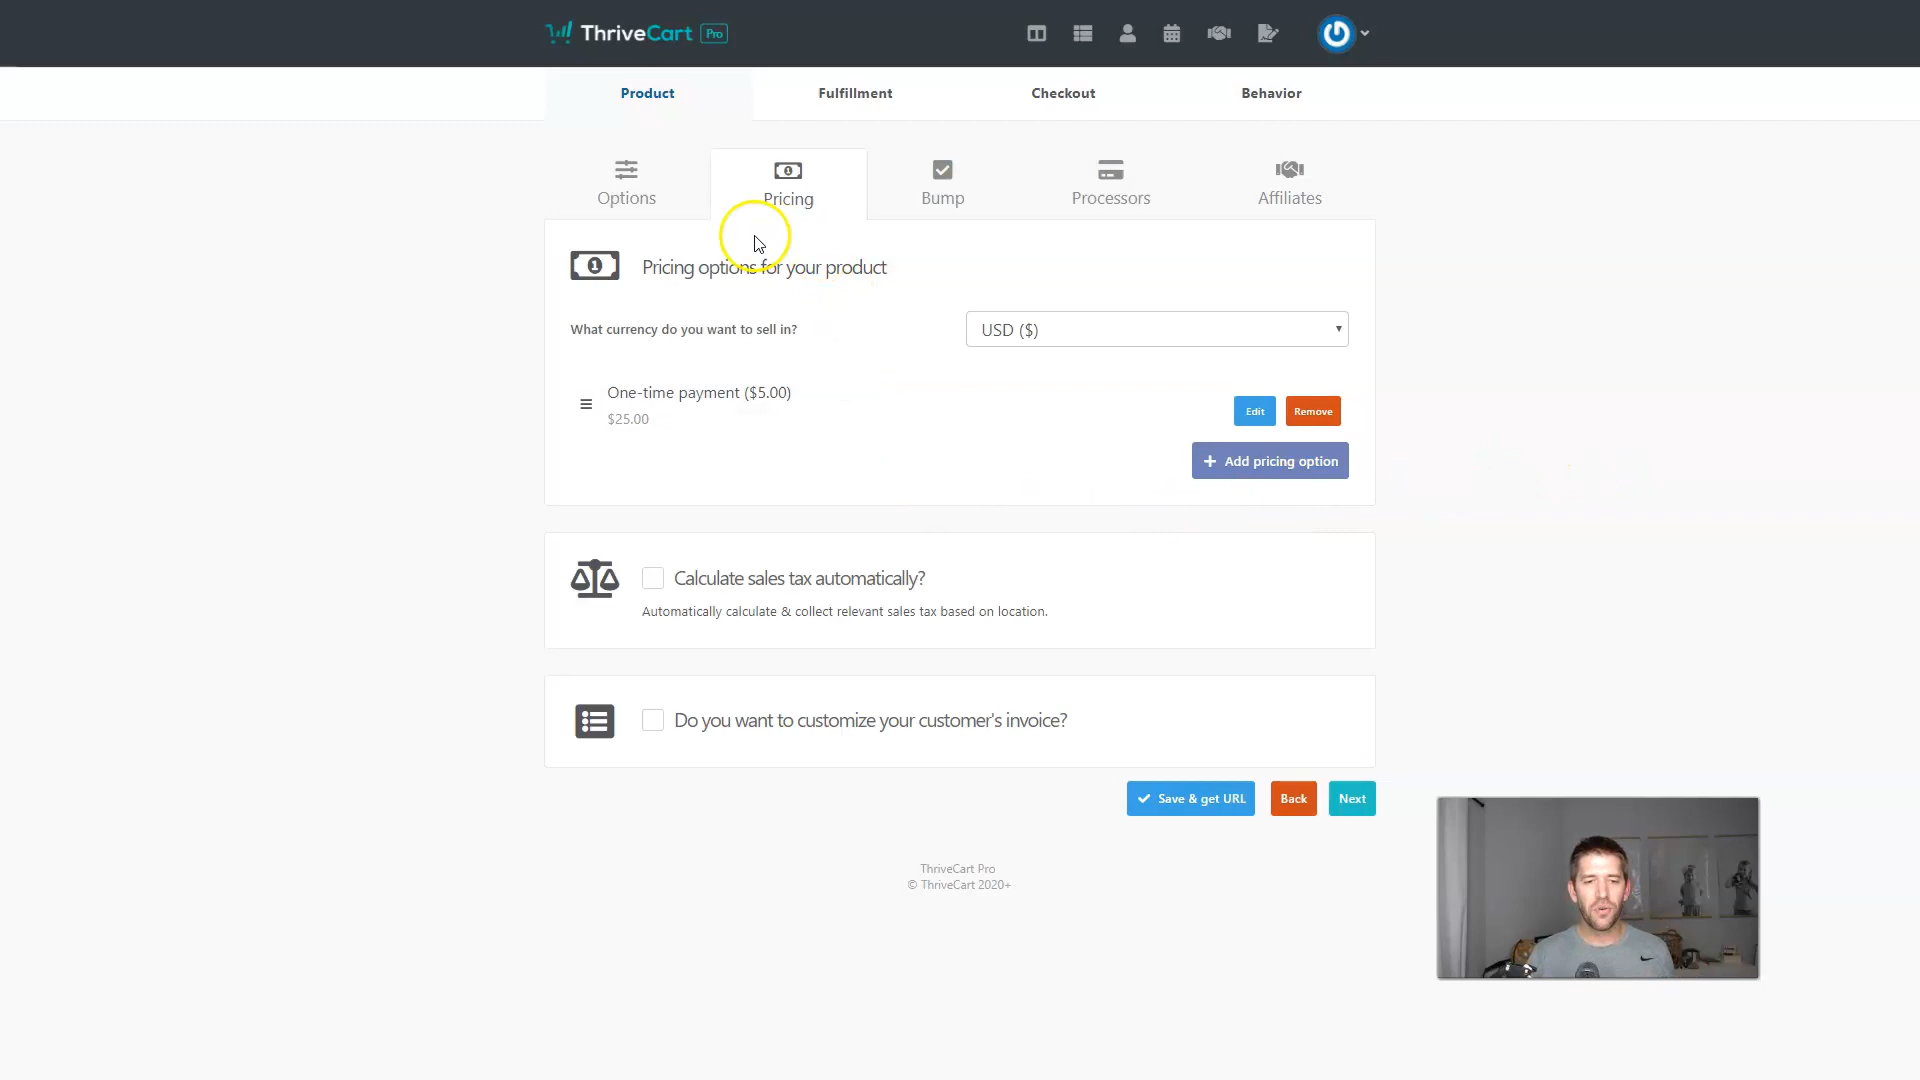 ThriveCart Pro
Product Fulfillment Checkout Behavior
Options Pricing Bump Processors Affiliates
Pricing options for your product
What currency do you want to sell in? USD ($)
One-time payment ($5.00)
$25.00
Edit Remove
+ Add pricing option
Calculate sales tax automatically?
Automatically calculate & collect relevant sales tax based on location.
Do you want to customize your customer's invoice?
Save & get URL Back Next
ThriveCart Pro
© ThriveCart 2020+